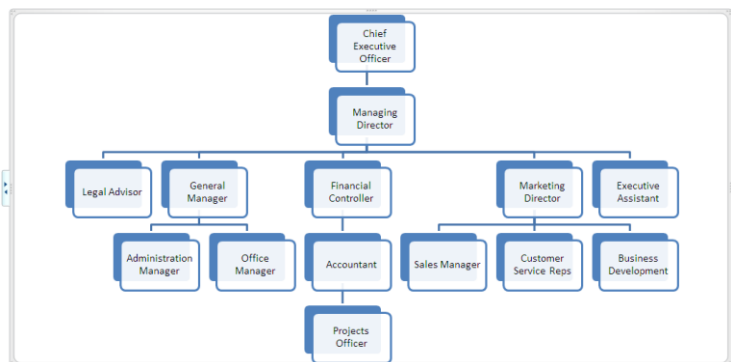 Chief
Executive
Officer
Managing
Director
Legal Advisor
General
Manager
Financial
Controller
Marketing
Director
Executive
Assistant
Administration
Manager
Office
Manager
Accountant
Sales Manager
Customer
Service Reps
Business
Development
Projects
Officer